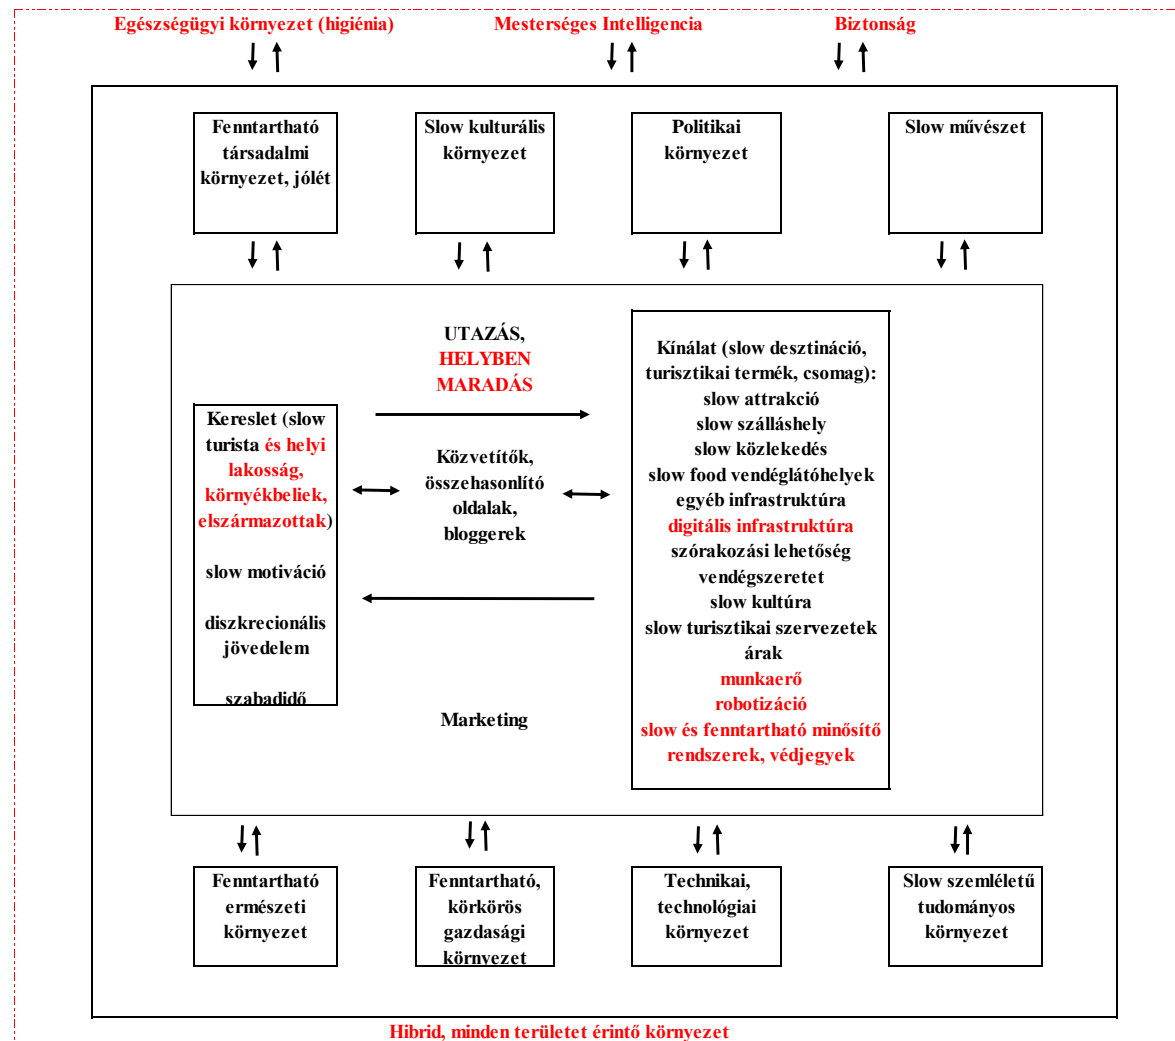 Egészségügyi környezet (higiénia)
Mesterséges Intelligencia
Biztonság
Fenntartható
társadalmi
környezet, jólét
Slow kulturális
környezet
Politikai
környezet
Slow művészet
UTAZÁS,
HELYBEN
MARADÁS
Kereslet (slow
turista és helyi
lakosság,
környékbeliek,
elszármazottak)
slow motiváció
diszkrecionális
jövedelem
szabadidő
Közvetítők,
összehasonlító
oldalak,
bloggerek
Marketing
Kínálat (slow desztináció,
turisztikai termék, csomag):
slow attrakció
slow szálláshely
slow közlekedés
slow food vendéglátóhelyek
egyéb infrastruktúra
digitális infrastruktúra
szórakozási lehetőség
vendégszeretet
slow kultúra
slow turisztikai szervezetek
árak
munkaerő
robotizáció
slow és fenntartható minősítő
rendszerek, védjegyek
Fenntartható
ermészeti
környezet
Fenntartható,
körkörös
gazdasági
környezet
Technikai,
technológiai
környezet
Slow szemléletű
tudományos
környezet
Hibrid, minden területet érintő környezet